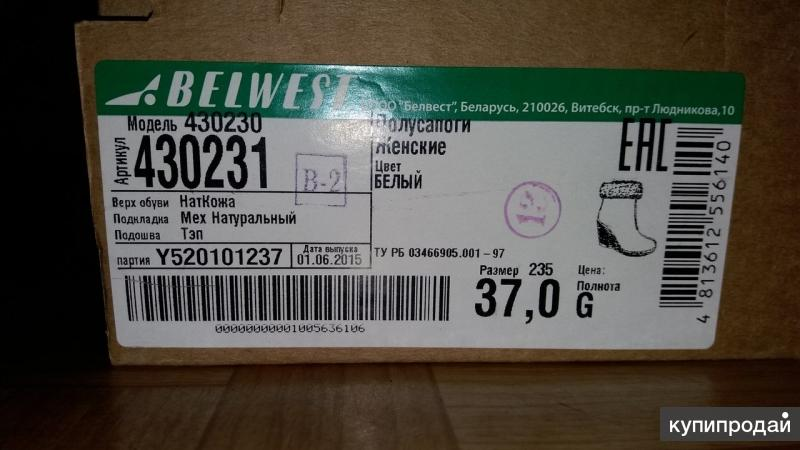 BELWEST
ООО "Белвест", Беларусь, 210026, Витебск, пр-т Людникова,10
Модель 430230
Артикул 430231
В-2
Полусапоги
Женские
Цвет
БЕЛЫЙ
ЕАС
Верх обуви НатКожа
Подкладка Мех Натуральный
Подошва Тэп
партия Y520101237
Дата выпуска
01.06.2015
ТУ РБ 03466905.001-97
Размер 235
37,0
Цена:
Полнота
G
00000000001005636106
4 813612 556140
купипродай